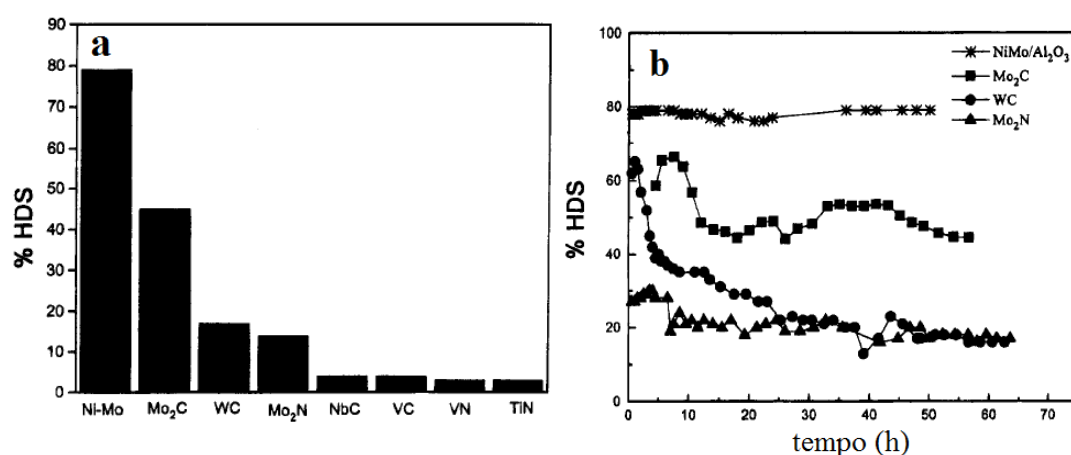 a
% HDS
90
80
70
60
50
40
30
20
10
0
Ni-Mo Mo₂C WC Mo₂N NbC VC VN TiN
b
NiMo/Al₂O₃
Mo₂C
WC
Mo₂N
% HDS
100
80
60
40
20
0
0 10 20 30 40 50 60 70
tempo (h)